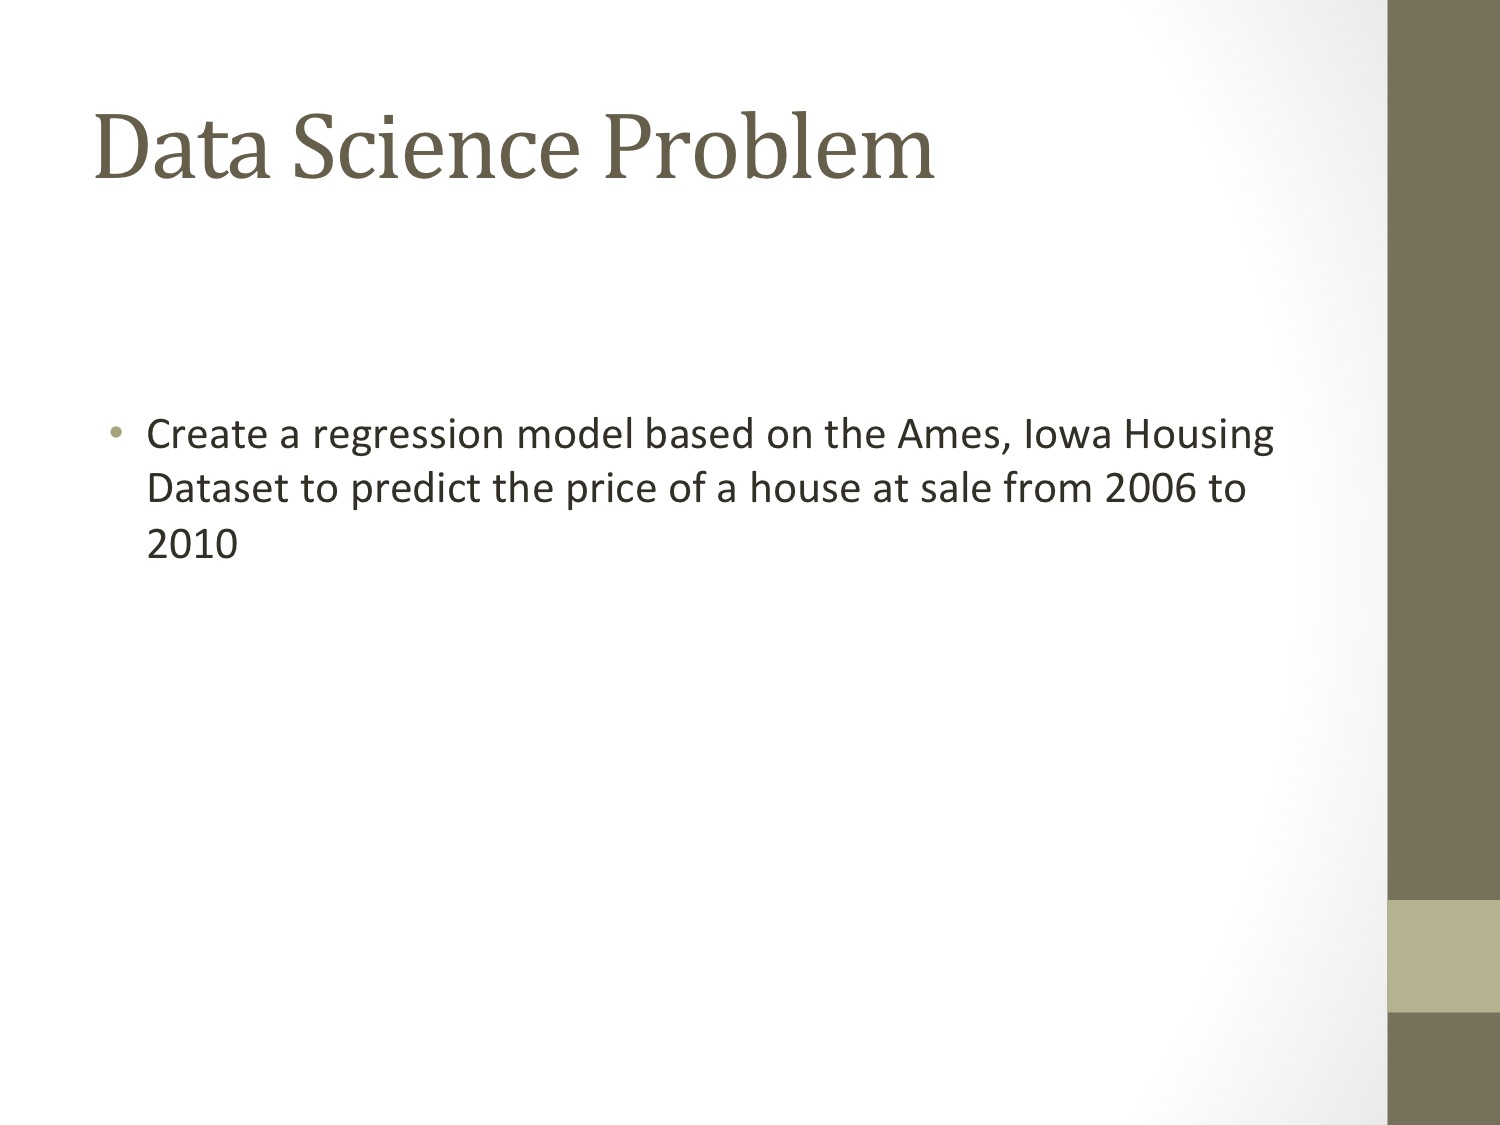 Data Science Problem
• Create a regression model based on the Ames, Iowa Housing
Dataset to predict the price of a house at sale from 2006 to
2010